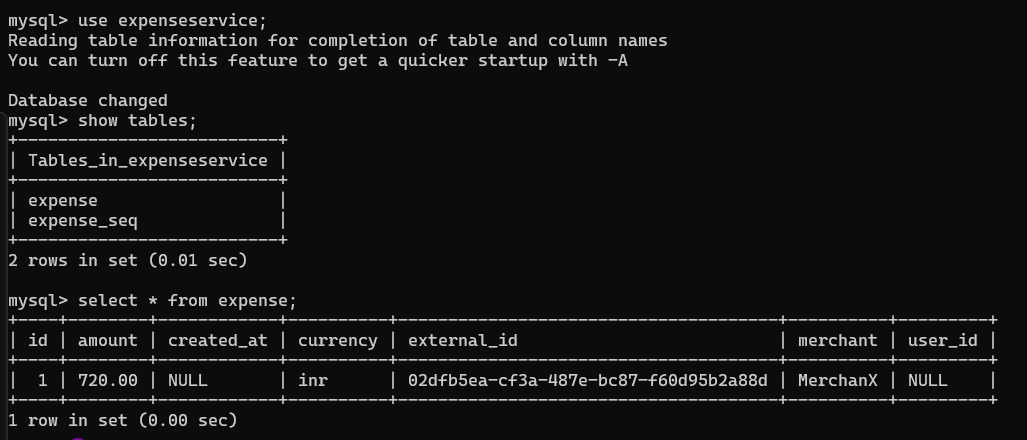 mysql> use expenseservice;
Reading table information for completion of table and column names
You can turn off this feature to get a quicker startup with -A
Database changed
mysql> show tables;
+--------------------------+
| Tables_in_expenseservice |
+--------------------------+
| expense                  |
| expense_seq              |
+--------------------------+
2 rows in set (0.01 sec)
mysql> select * from expense;
+----+--------+------------+----------+--------------------------------------+----------+---------+
| id | amount | created_at | currency | external_id                          | merchant | user_id |
+----+--------+------------+----------+--------------------------------------+----------+---------+
|  1 | 720.00 | NULL       | inr      | 02dfb5ea-cf3a-487e-bc87-f60d95b2a88d | MerchanX | NULL    |
+----+--------+------------+----------+--------------------------------------+----------+---------+
1 row in set (0.00 sec)